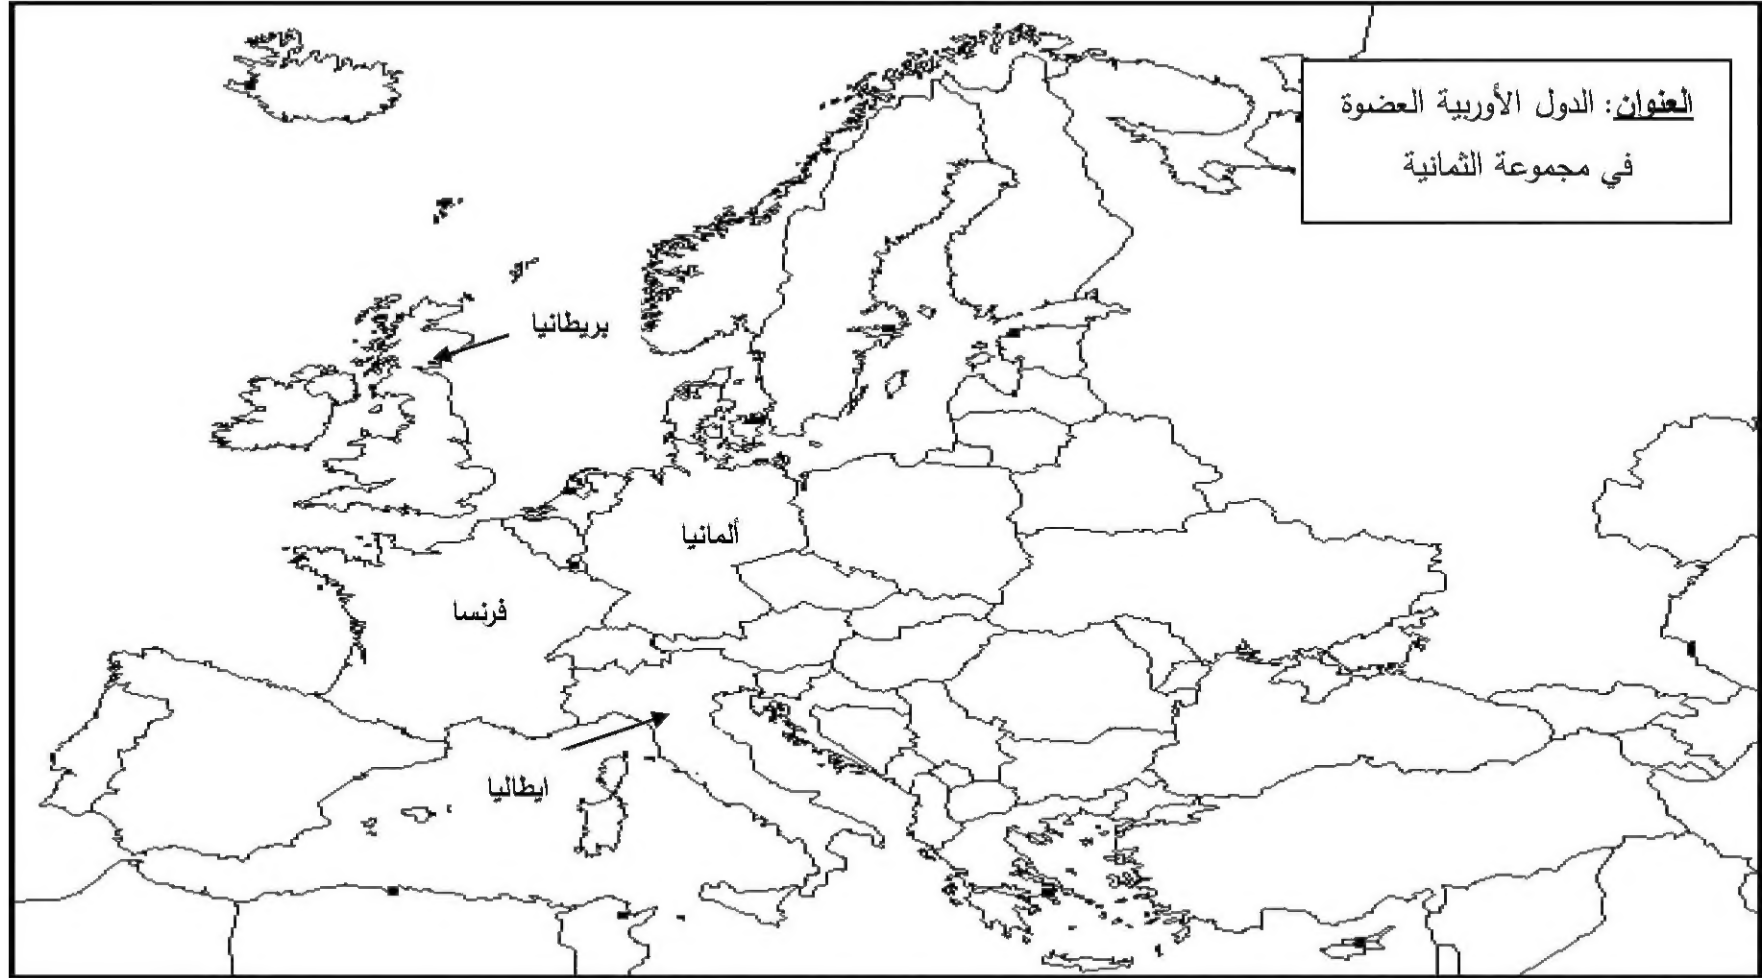 العنوان: الدول الأوربية العضوة
في مجموعة الثمانية
بريطانيا
ألمانيا
فرنسا
ايطاليا